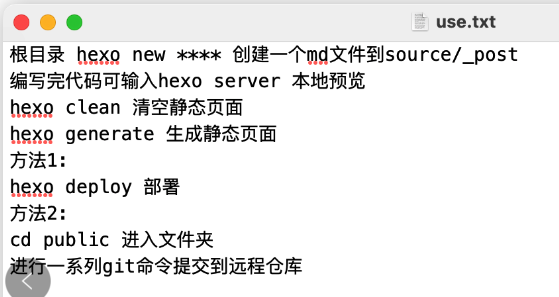 use.txt
根目录 hexo new **** 创建一个md文件到source/_post
编写完代码可输入hexo server 本地预览
hexo clean 清空静态页面
hexo generate 生成静态页面
方法1:
hexo deploy 部署
方法2:
cd public 进入文件夹
进行一系列git命令提交到远程仓库